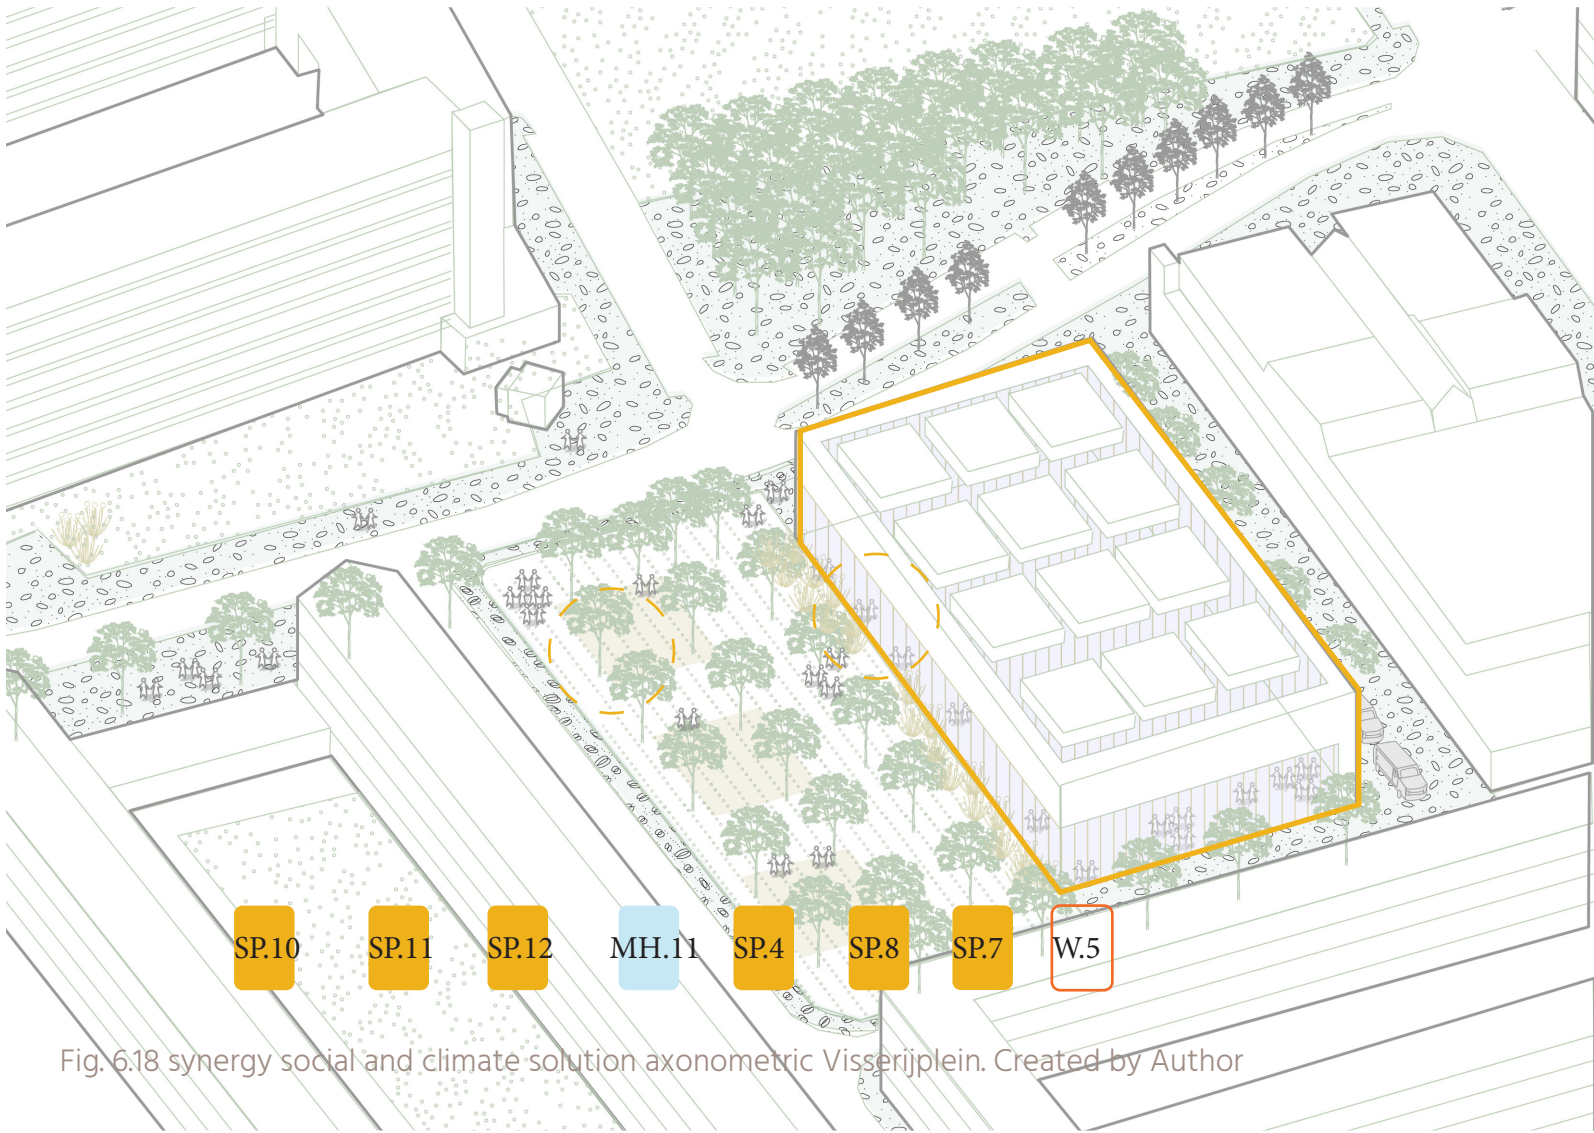 SP.10 SP.11 SP.12 MH.11 SP.4 SP.8 SP.7 W.5
Fig. 6.18 synergy social and climate solution axonometric Visserijplein. Created by Author